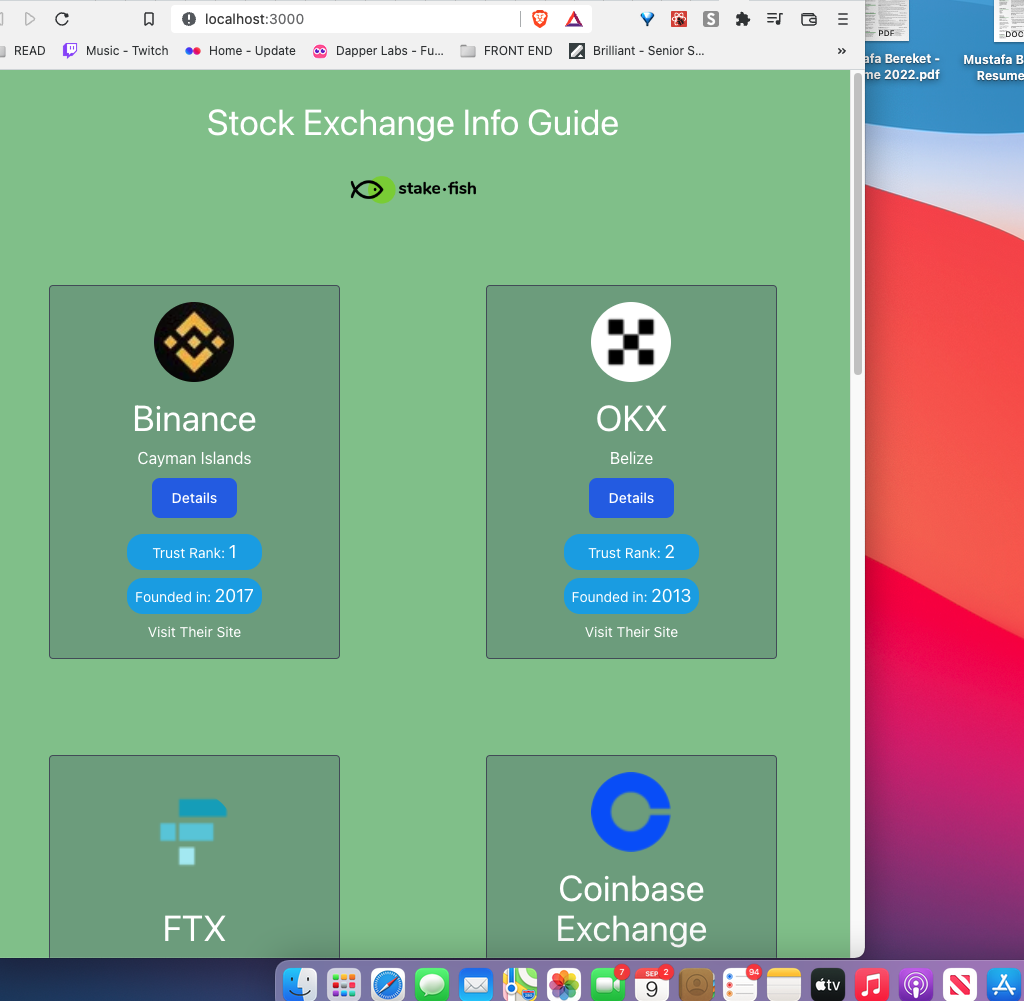 localhost:3000
READ Music - Twitch Home - Update Dapper Labs - Fu... FRONT END Brilliant - Senior S... »
PDF
DOC
afa Bereket -
me 2022.pdf
Mustafa B
Resume
Stock Exchange Info Guide
stake·fish
Binance
Cayman Islands
Details
Trust Rank: 1
Founded in: 2017
Visit Their Site
OKX
Belize
Details
Trust Rank: 2
Founded in: 2013
Visit Their Site
FTX
Coinbase
Exchange
7
SEP 2
9
94
tv